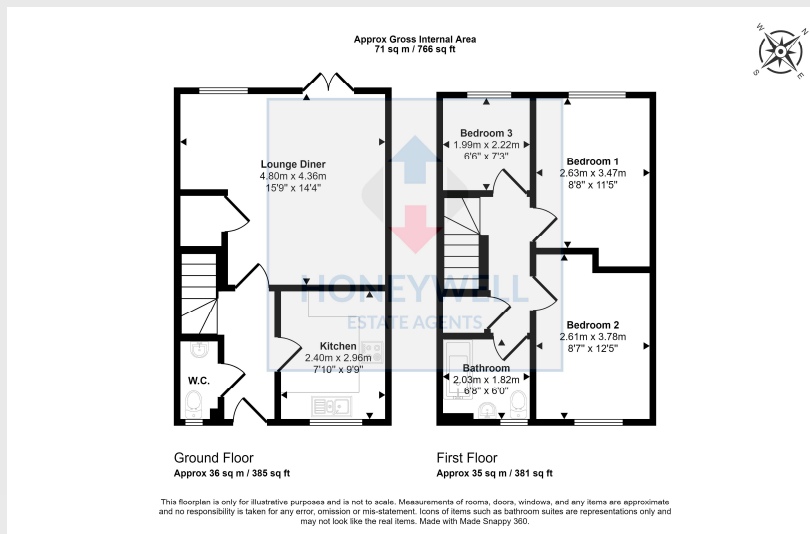 Approx Gross Internal Area
71 sq m / 766 sq ft
W
N
S
E
Lounge Diner
4.80m x 4.36m
15'9" x 14'4"
Kitchen
2.40m x 2.96m
7'10" x 9'9"
W.C.
Bedroom 3
1.99m x 2.22m
6'6" x 7'3"
Bedroom 1
2.63m x 3.47m
8'8" x 11'5"
Bedroom 2
2.61m x 3.78m
8'7" x 12'5"
Bathroom
2.03m x 1.82m
6'8" x 6'0"
HONEYWELL
ESTATE AGENTS
Ground Floor
Approx 36 sq m / 385 sq ft
First Floor
Approx 35 sq m / 381 sq ft
This floorplan is only for illustrative purposes and is not to scale. Measurements of rooms, doors, windows, and any items are approximate
and no responsibility is taken for any error, omission or mis-statement. Icons of items such as bathroom suites are representations only and
may not look like the real items. Made with Made Snappy 360.